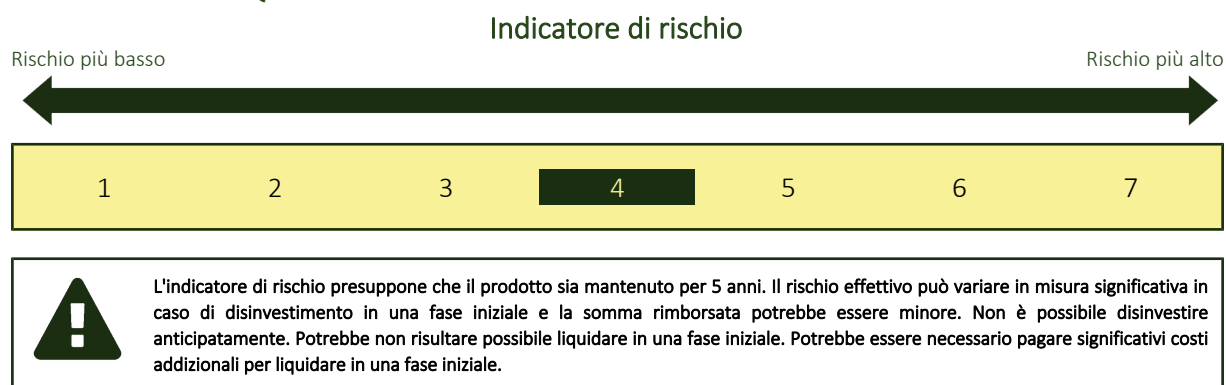 Indicatore di rischio
Rischio più basso
Rischio più alto
1 2 3 4 5 6 7
L'indicatore di rischio presuppone che il prodotto sia mantenuto per 5 anni. Il rischio effettivo può variare in misura significativa in
caso di disinvestimento in una fase iniziale e la somma rimborsata potrebbe essere minore. Non è possibile disinvestire
anticipatamente. Potrebbe non risultare possibile liquidare in una fase iniziale. Potrebbe essere necessario pagare significativi costi
addizionali per liquidare in una fase iniziale.